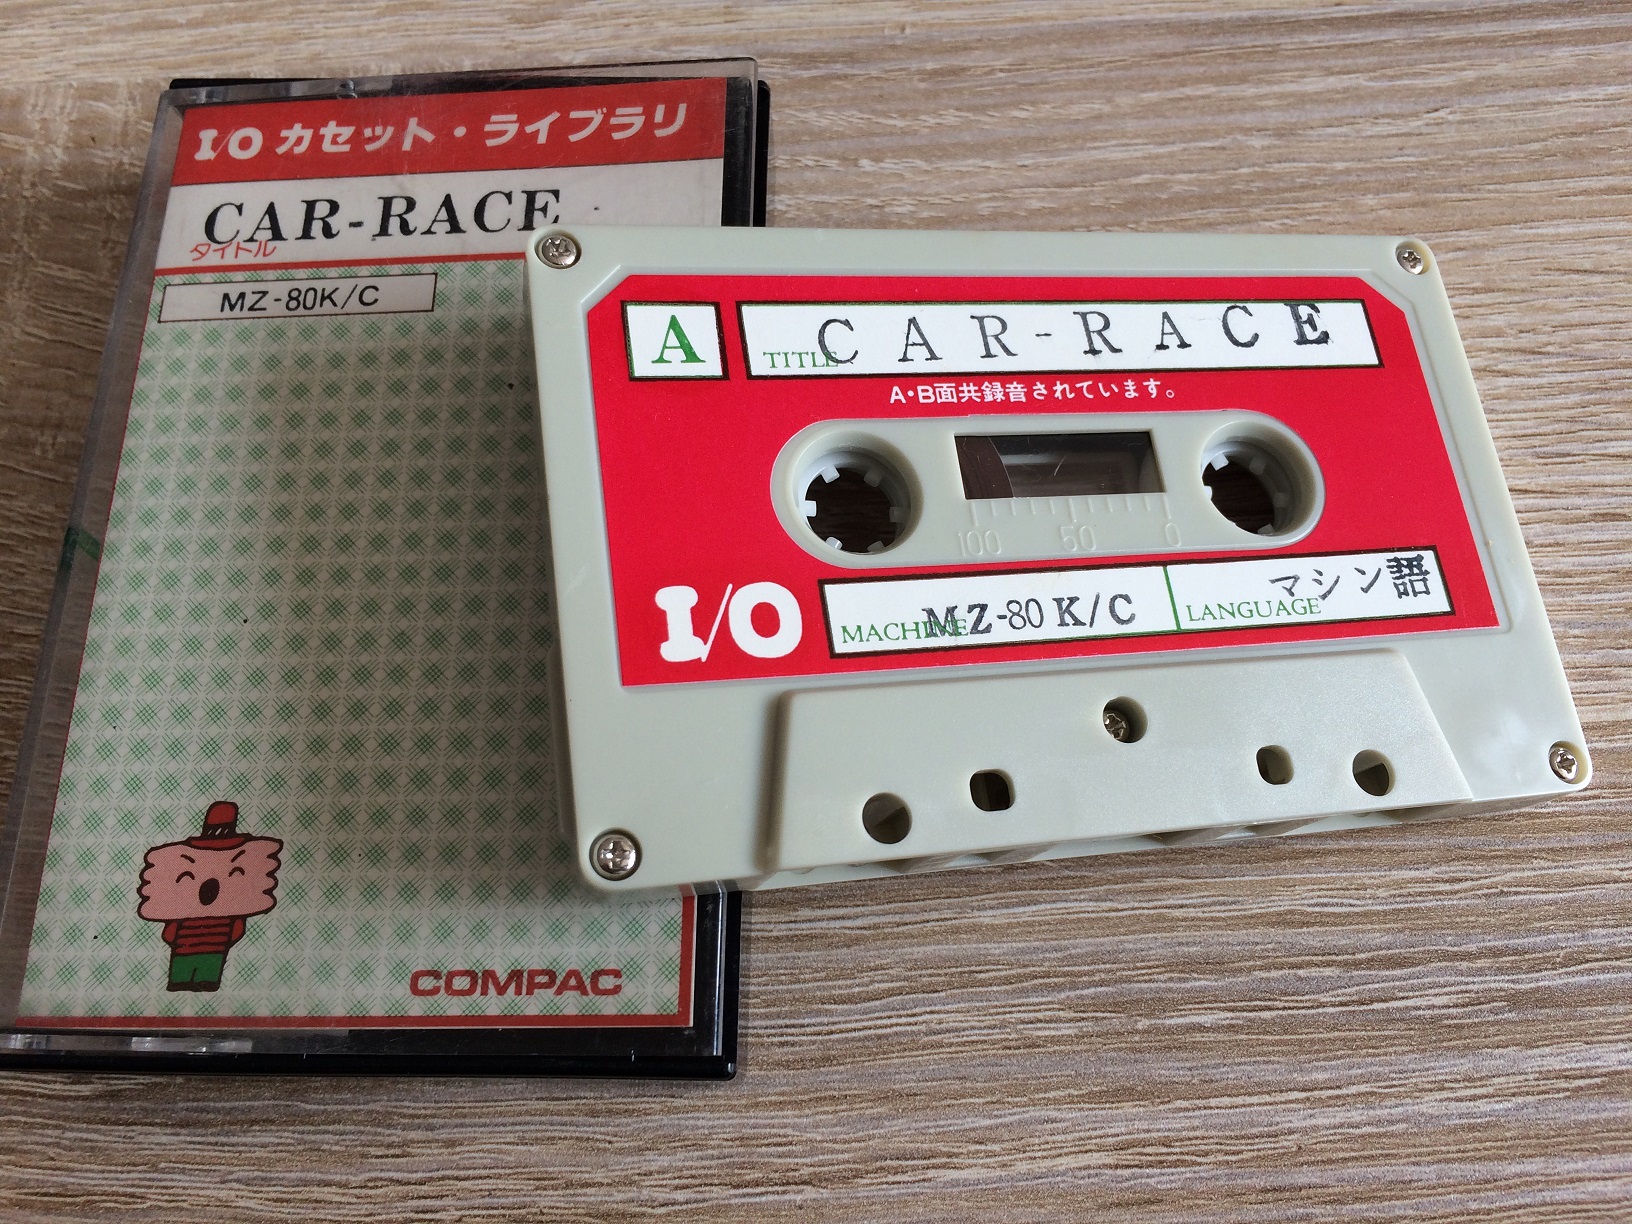 I/O カセット・ライブラリ
CAR-RACE
タイトル
MZ-80K/C
COMPAC
A
TITLE CAR-RACE
A・B面共録音されています。
100 50 0
I/O
MACHINE MZ-80K/C
LANGUAGE マシン語